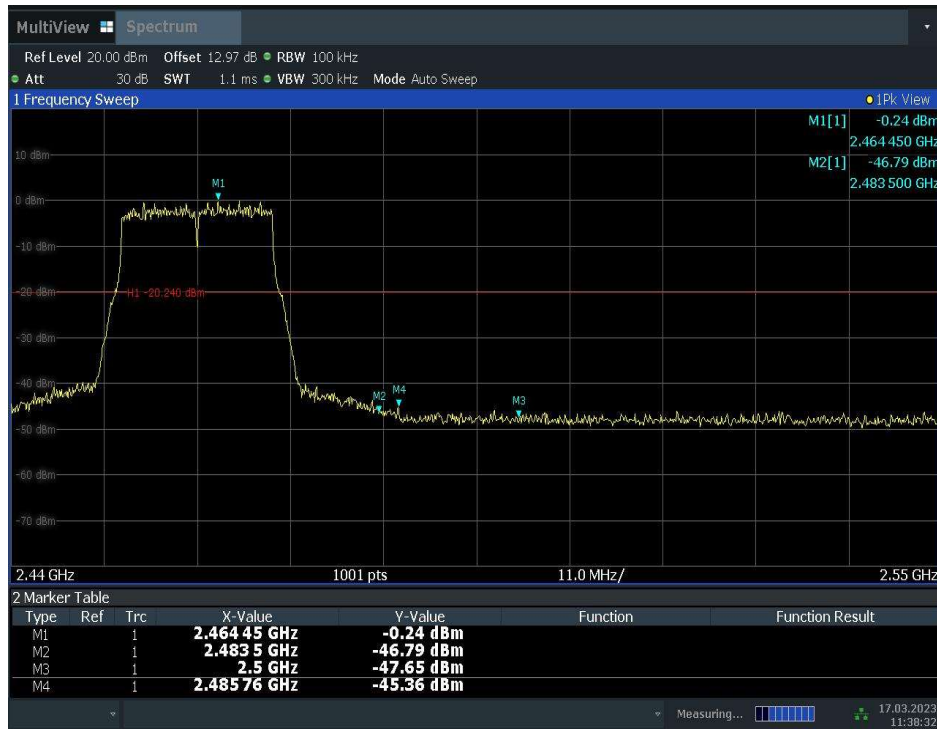 MultiView Spectrum
Ref Level 20.00 dBm Offset 12.97 dB RBW 100 kHz
Att 30 dB SWT 1.1 ms VBW 300 kHz Mode Auto Sweep
1 Frequency Sweep 1Pk View
M1[1] -0.24 dBm
2.464 450 GHz
M2[1] -46.79 dBm
2.483 500 GHz
10 dBm
M1
0 dBm
-10 dBm
-20 dBm H1 -20.240 dBm
-30 dBm
-40 dBm
M2 M4 M3
-50 dBm
-60 dBm
-70 dBm
2.44 GHz 1001 pts 11.0 MHz/ 2.55 GHz
2 Marker Table
Type Ref Trc X-Value Y-Value Function Function Result
M1 1 2.464 45 GHz -0.24 dBm
M2 1 2.483 5 GHz -46.79 dBm
M3 1 2.5 GHz -47.65 dBm
M4 1 2.485 76 GHz -45.36 dBm
Measuring... 17.03.2023
11:38:32